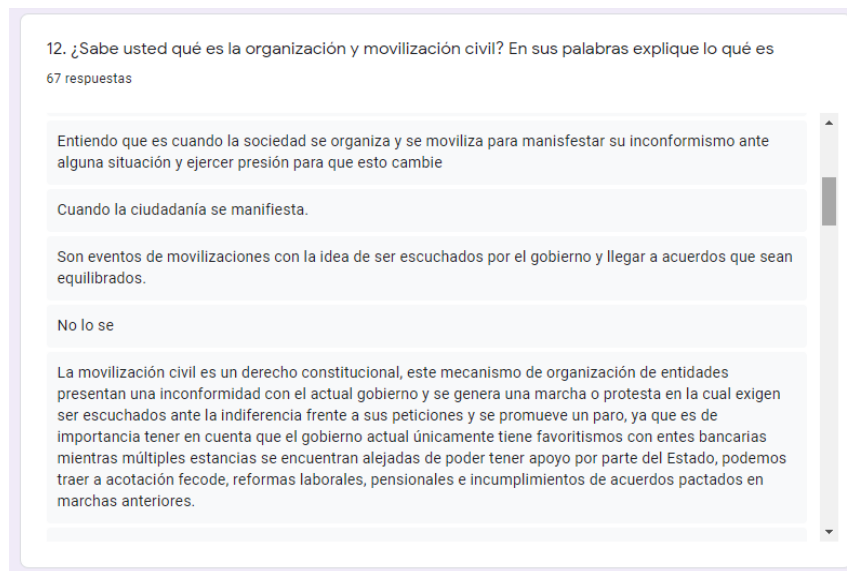 12. ¿Sabe usted qué es la organización y movilización civil? En sus palabras explique lo qué es
67 respuestas
Entiendo que es cuando la sociedad se organiza y se moviliza para manisfestar su inconformismo ante
alguna situación y ejercer presión para que esto cambie
Cuando la ciudadanía se manifiesta.
Son eventos de movilizaciones con la idea de ser escuchados por el gobierno y llegar a acuerdos que sean
equilibrados.
No lo se
La movilización civil es un derecho constitucional, este mecanismo de organización de entidades
presentan una inconformidad con el actual gobierno y se genera una marcha o protesta en la cual exigen
ser escuchados ante la indiferencia frente a sus peticiones y se promueve un paro, ya que es de
importancia tener en cuenta que el gobierno actual únicamente tiene favoritismos con entes bancarias
mientras múltiples estancias se encuentran alejadas de poder tener apoyo por parte del Estado, podemos
traer a acotación fecode, reformas laborales, pensionales e incumplimientos de acuerdos pactados en
marchas anteriores.